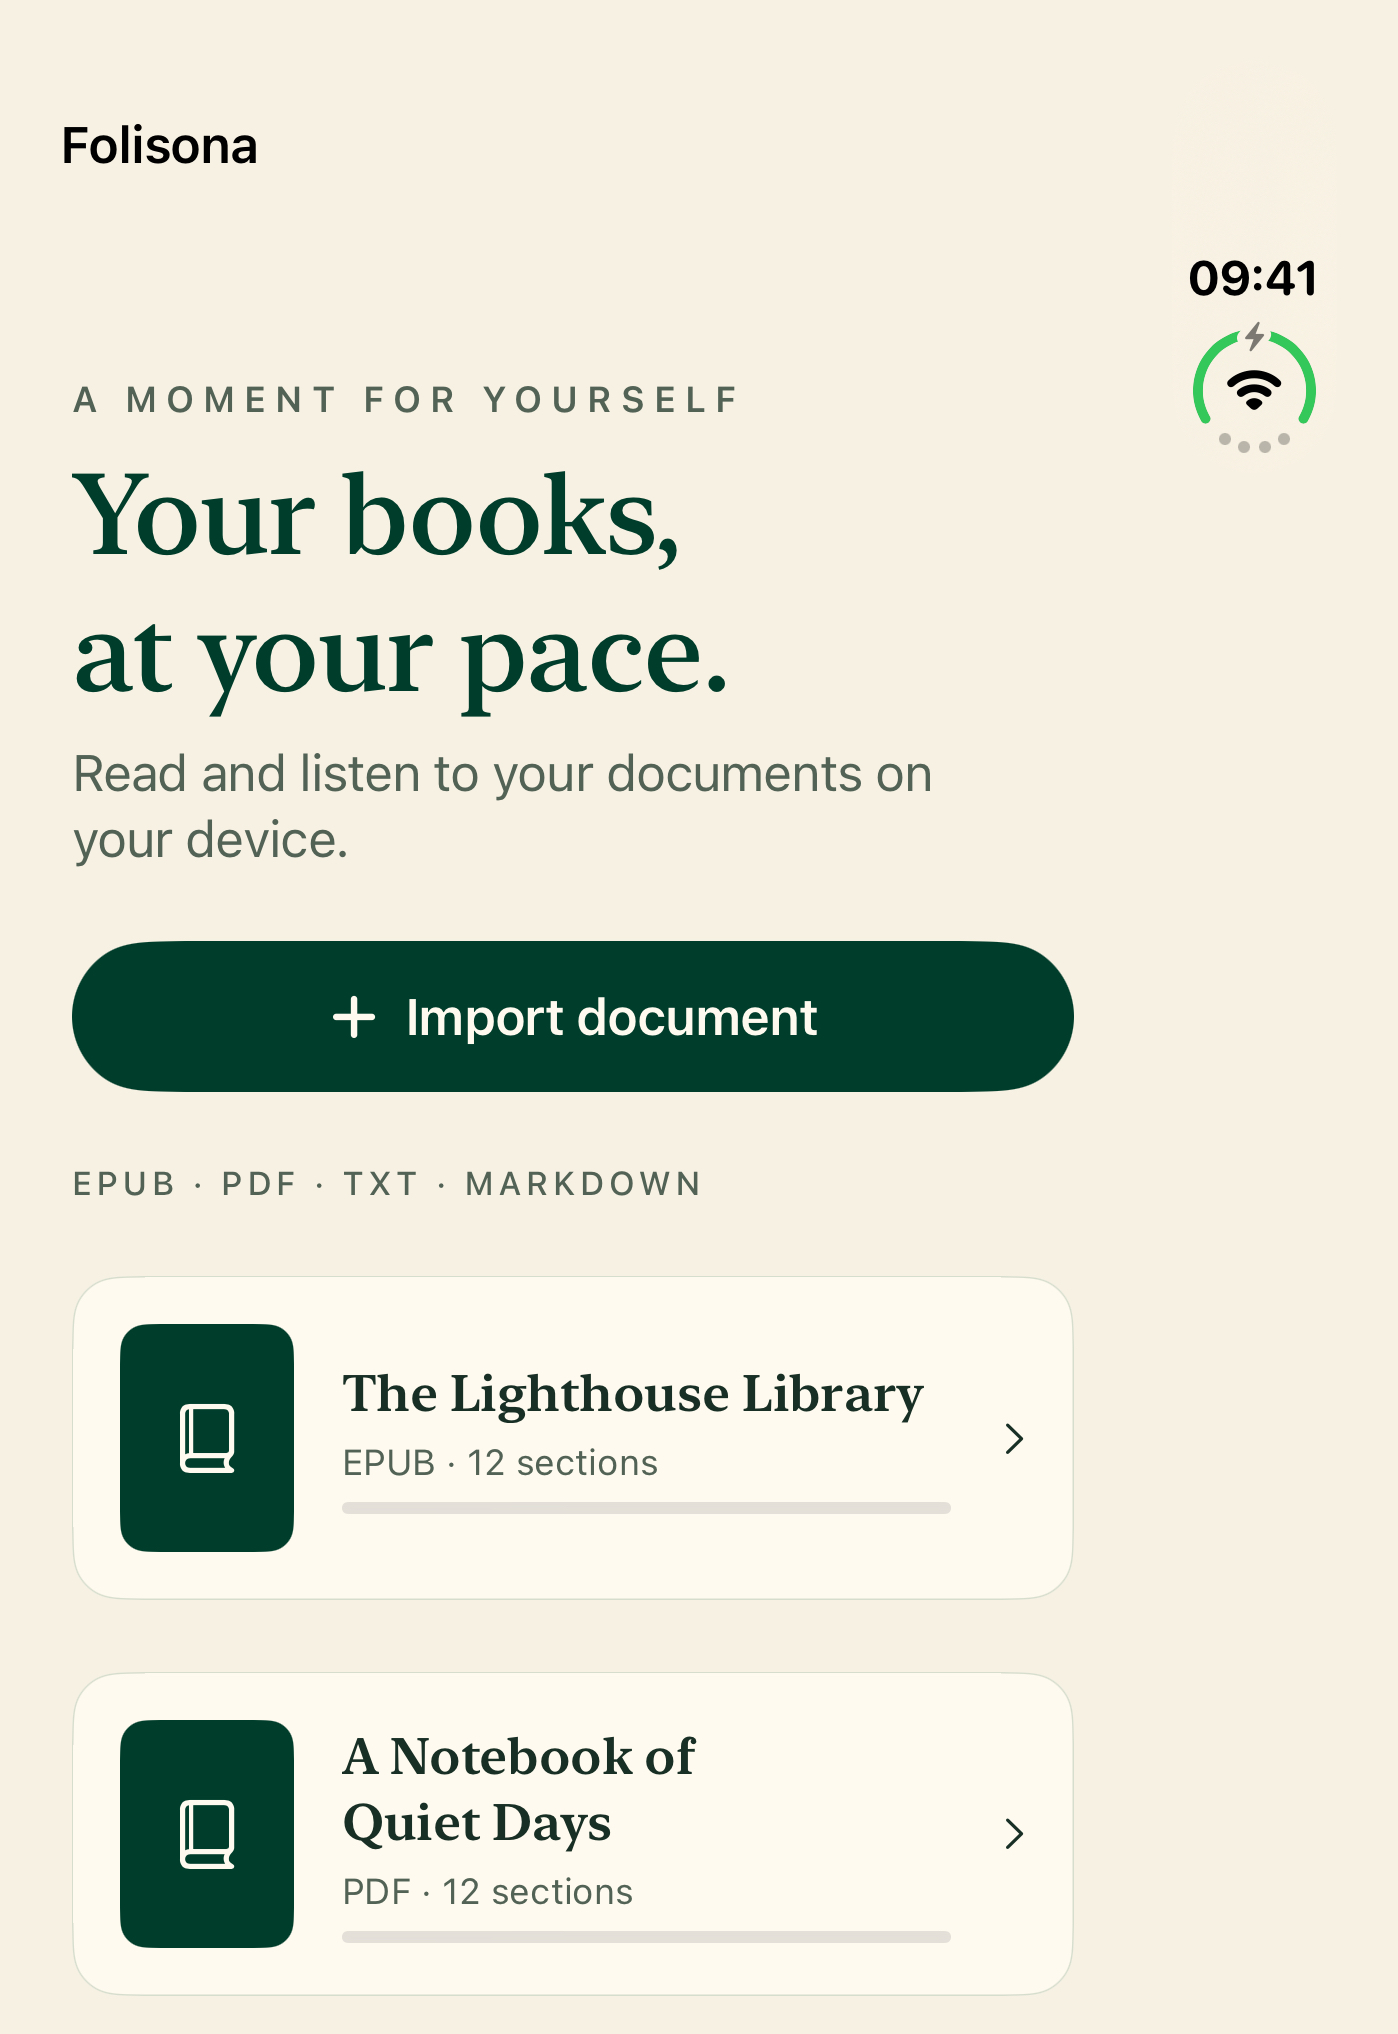 Folisona
09:41
A MOMENT FOR YOURSELF
Your books,
at your pace.
Read and listen to your documents on
your device.
+ Import document
EPUB · PDF · TXT · MARKDOWN
The Lighthouse Library
EPUB · 12 sections
A Notebook of
Quiet Days
PDF · 12 sections